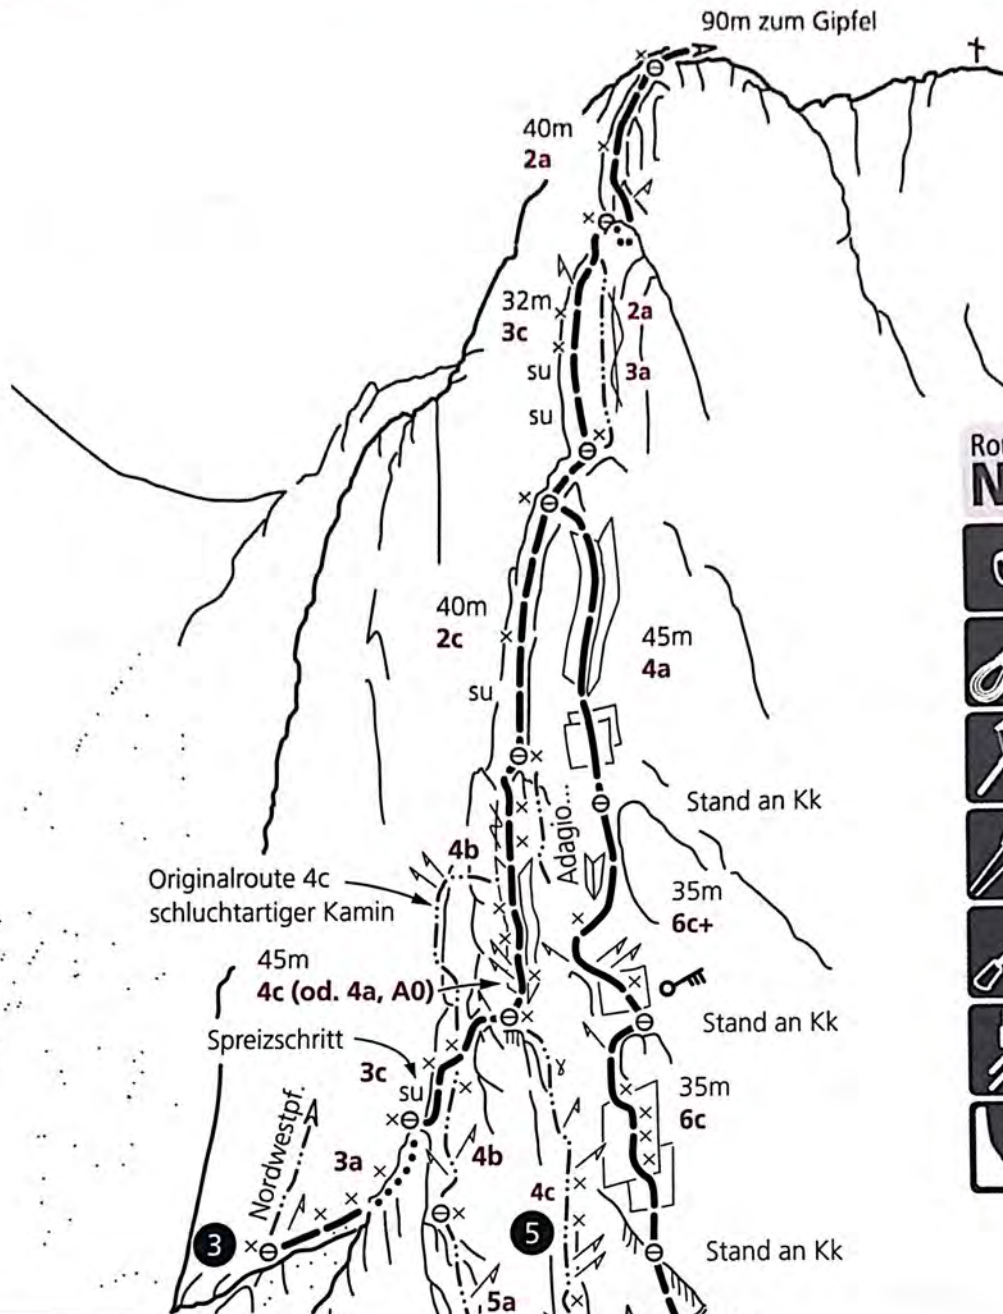 90m zum Gipfel
40m
2a
32m
3c
2a
su
3a
su
40m
2c
45m
4a
su
Stand an Kk
Adagio...
4b
Originalroute 4c
schluchtartiger Kamin
35m
6c+
45m
4c (od. 4a, A0)
Stand an Kk
Spreizschritt
3c
su
35m
6c
Nordwestpf.
3a
4b
4c
3
5
Stand an Kk
5a
Rou
N